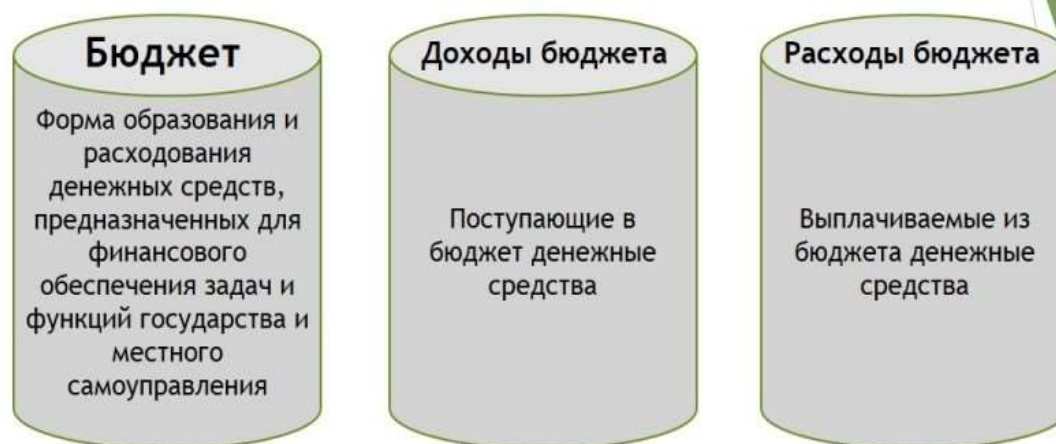 Бюджет
Форма образования и
расходования
денежных средств,
предназначенных для
финансового
обеспечения задач и
функций государства и
местного
самоуправления
Доходы бюджета
Поступающие в
бюджет денежные
средства
Расходы бюджета
Выплачиваемые из
бюджета денежные
средства